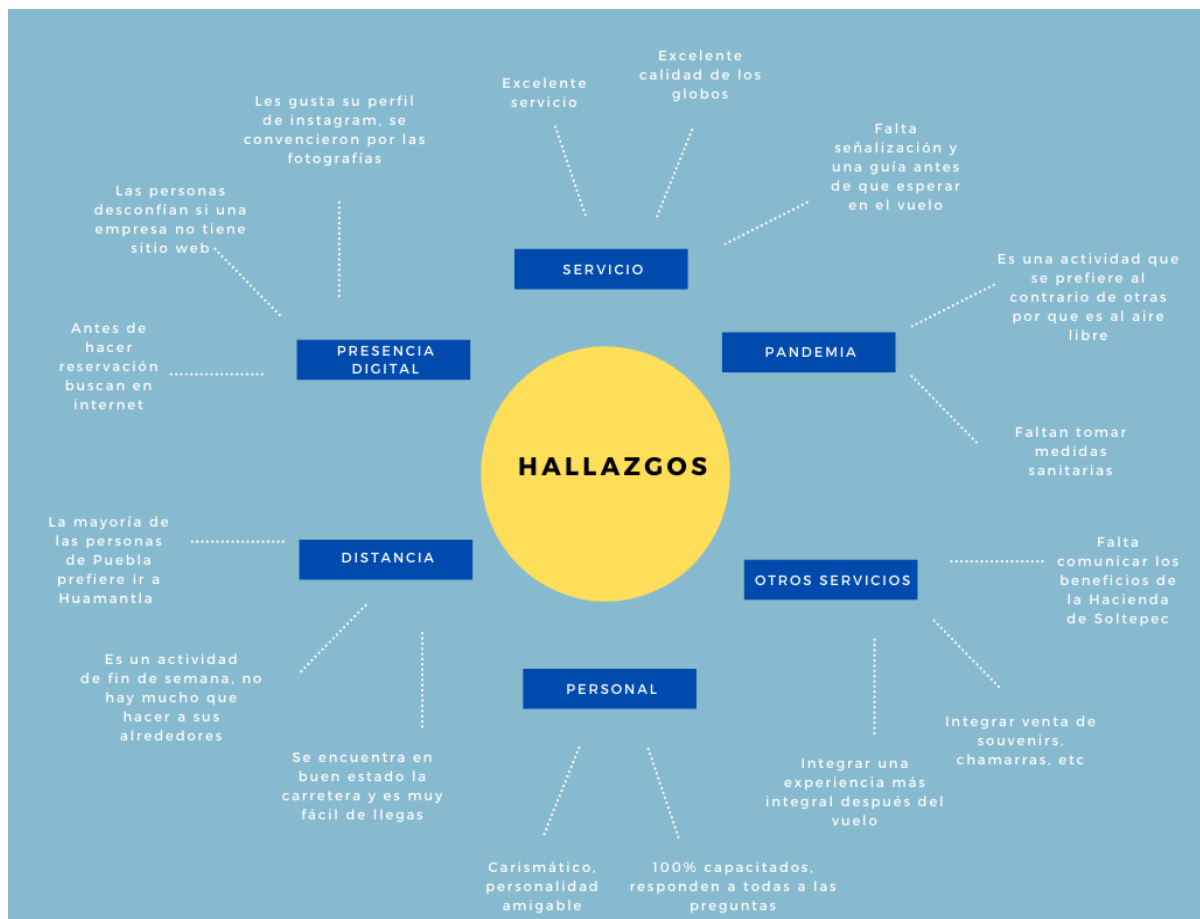 Excelente
servicio
Excelente
calidad de los
globos
Falta
señalización y
una guía antes
de que esperar
en el vuelo
SERVICIO
Les gusta su perfil
de instagram, se
convencieron por las
fotografías
Las personas
desconfían si una
empresa no tiene
sitio web
Antes de
hacer
reservación
buscan en
internet
PRESENCIA
DIGITAL
Es una actividad que
se prefiere al
contrario de otras
por que es al aire
libre
PANDEMIA
Faltan tomar
medidas
sanitarias
HALLAZGOS
La mayoría de
las personas
de Puebla
prefiere ir a
Huamantla
DISTANCIA
Es un actividad
de fin de semana, no
hay mucho que
hacer a sus
alrededores
Se encuentra en
buen estado la
carretera y es muy
fácil de llegas
OTROS SERVICIOS
Falta
comunicar los
beneficios de
la Hacienda
de Soltepec
Integrar venta de
souvenirs,
chamarras, etc
Integrar una
experiencia más
integral después del
vuelo
PERSONAL
Carismático,
personalidad
amigable
100% capacitados,
responden a todas a las
preguntas